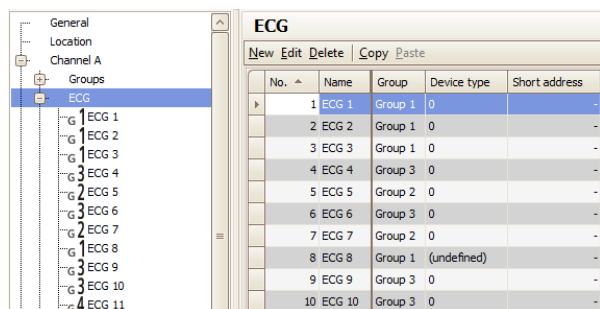 General
Location
Channel A
Groups
ECG
G 1 ECG 1
G 1 ECG 2
G 1 ECG 3
G 3 ECG 4
G 2 ECG 5
G 3 ECG 6
G 2 ECG 7
G 1 ECG 8
G 3 ECG 9
G 3 ECG 10
G 4 ECG 11
ECG
New Edit Delete Copy Paste
No. Name Group Device type Short address
1 ECG 1 Group 1 0 -
2 ECG 2 Group 1 0 -
3 ECG 3 Group 1 0 -
4 ECG 4 Group 3 0 -
5 ECG 5 Group 2 0 -
6 ECG 6 Group 3 0 -
7 ECG 7 Group 2 0 -
8 ECG 8 Group 1 (undefined) -
9 ECG 9 Group 3 0 -
10 ECG 10 Group 3 0 -